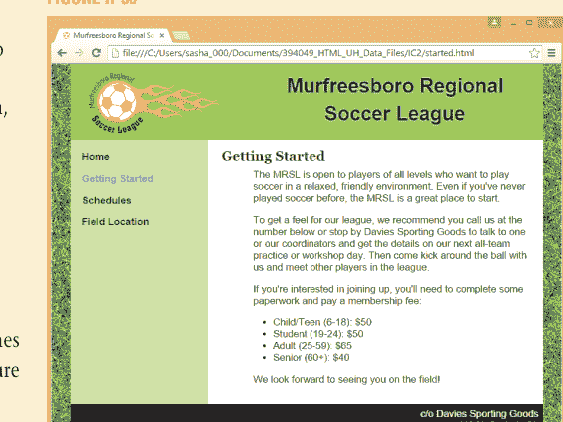 Murfreesboro Regional Sc
file:///C:/Users/sasha_000/Documents/394049_HTML_UH_Data_Files/IC2/started.html
Murfreesboro Regional
Soccer League
Murfreesboro Regional
Soccer League
Home
Getting Started
Schedules
Field Location
Getting Started
The MRSL is open to players of all levels who want to play
soccer in a relaxed, friendly environment. Even if you've never
played soccer before, the MRSL is a great place to start.
To get a feel for our league, we recommend you call us at the
number below or stop by Davies Sporting Goods to talk to one
or our coordinators and get the details on our next all-team
practice or workshop day. Then come kick around the ball with
us and meet other players in the league.
If you're interested in joining up, you'll need to complete some
paperwork and pay a membership fee:
• Child/Teen (6-18): $50
• Student (19-24): $50
• Adult (25-59): $65
• Senior (60+): $40
We look forward to seeing you on the field!
c/o Davies Sporting Goods